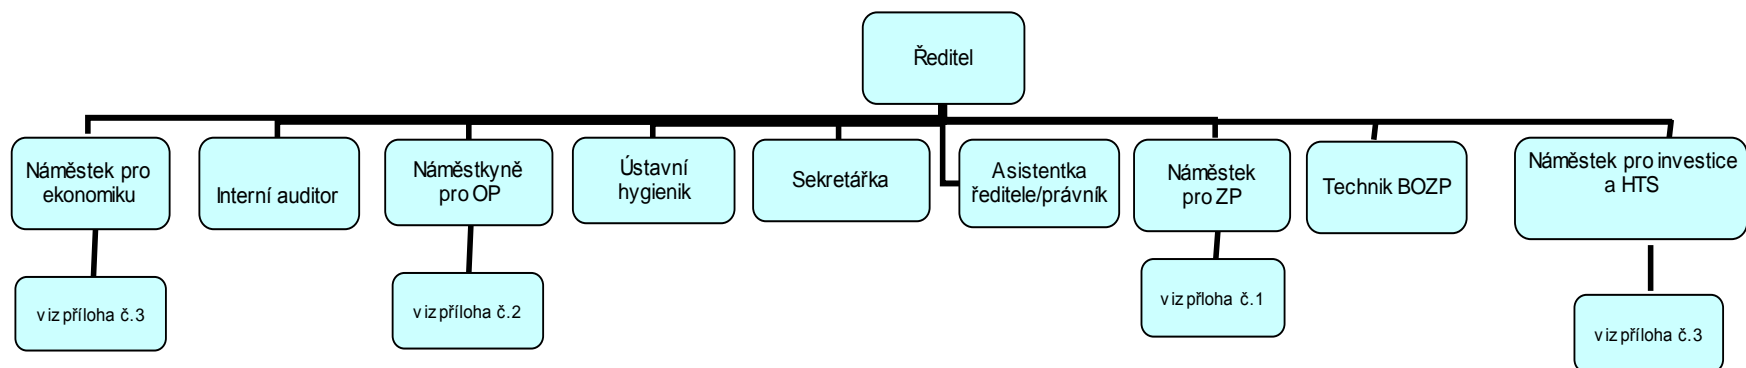 Ředitel
Náměstek pro
ekonomiku
Interní auditor
Náměstkyně
pro OP
Ústavní
hygienik
Sekretářka
Asistentka
ředitele/právník
Náměstek
pro ZP
Technik BOZP
Náměstek pro investice
a HTS
viz příloha č.3
viz příloha č.2
viz přloha č.1
viz příloha č.3